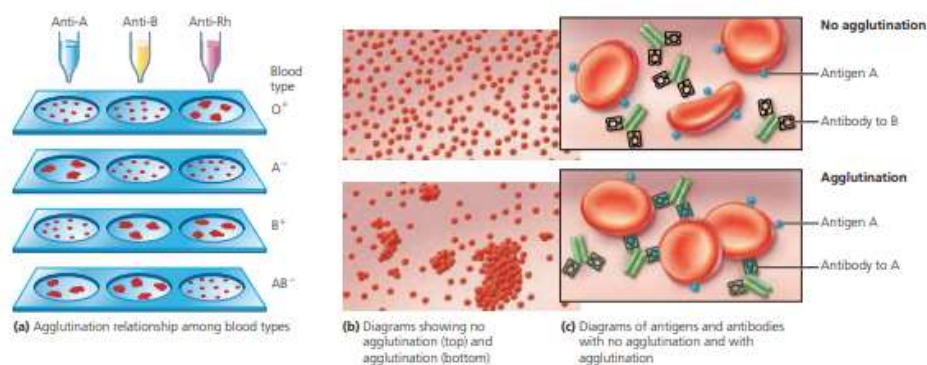 Anti-A Anti-B Anti-Rh
Blood
type
O⁺
A⁻
B⁺
AB⁻
(a) Agglutination relationship among blood types
(b) Diagrams showing no
agglutination (top) and
agglutination (bottom)
No agglutination
Antigen A
Antibody to B
Agglutination
Antigen A
Antibody to A
(c) Diagrams of antigens and antibodies
with no agglutination and with
agglutination